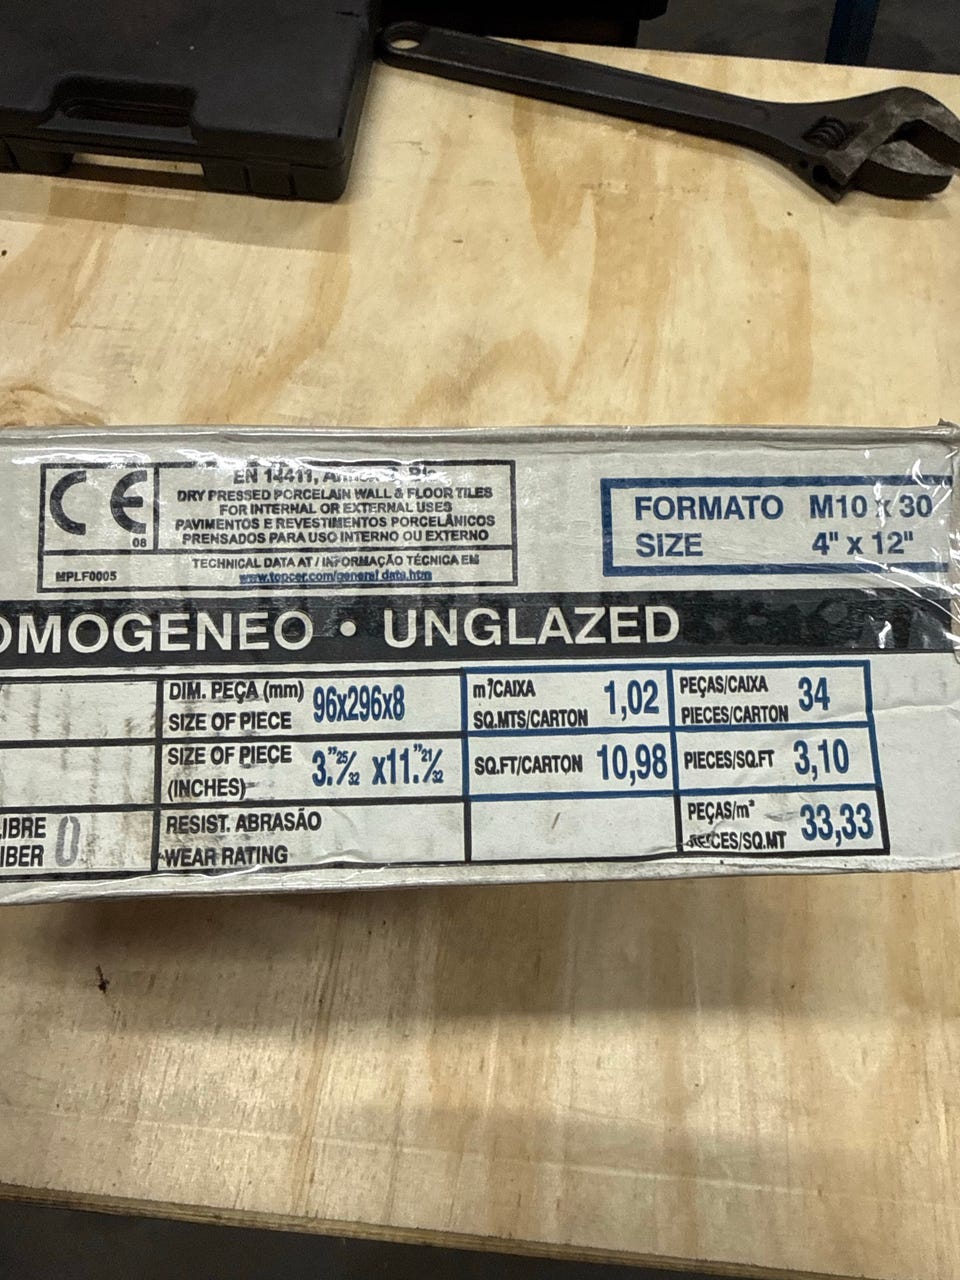 CE
08
MPLF0005
EN 14411,
DRY PRESSED PORCELAIN WALL & FLOOR TILES
FOR INTERNAL OR EXTERNAL USES
PAVIMENTOS E REVESTIMENTOS PORCELÂNICOS
PRENSADOS PARA USO INTERNO OU EXTERNO
TECHNICAL DATA AT / INFORMAÇÃO TÉCNICA EM
www.topcer.com/general data.htm
FORMATO M10 x 30
SIZE 4" x 12"
OMOGENEO • UNGLAZED
DIM. PEÇA (mm) 96x296x8
SIZE OF PIECE
m²/CAIXA 1,02
SQ.MTS/CARTON
PEÇAS/CAIXA 34
PIECES/CARTON
SIZE OF PIECE 3."25/32 x11."21/32
(INCHES)
SQ.FT/CARTON 10,98
PIECES/SQ.FT 3,10
IBRE 0
IBER
RESIST. ABRASÃO
WEAR RATING
PEÇAS/m² 33,33
PIECES/SQ.MT